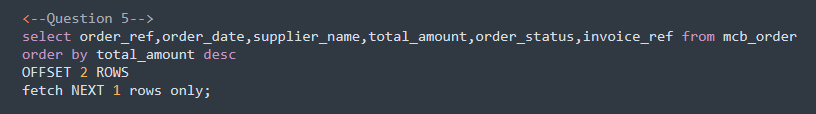 <--Question 5-->
select order_ref,order_date,supplier_name,total_amount,order_status,invoice_ref from mcb_order
order by total_amount desc
OFFSET 2 ROWS
fetch NEXT 1 rows only;